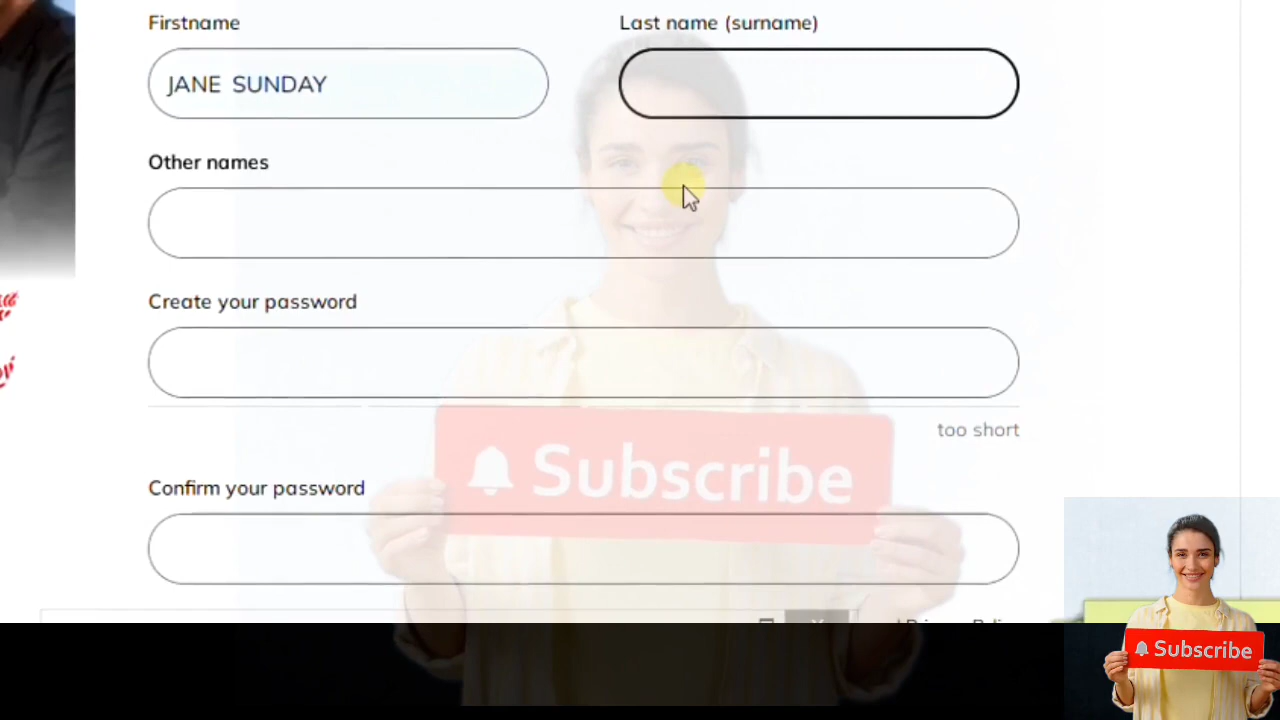 Firstname
Last name (surname)
JANE SUNDAY
Other names
Create your password
too short
Subscribe
Confirm your password
Subscribe